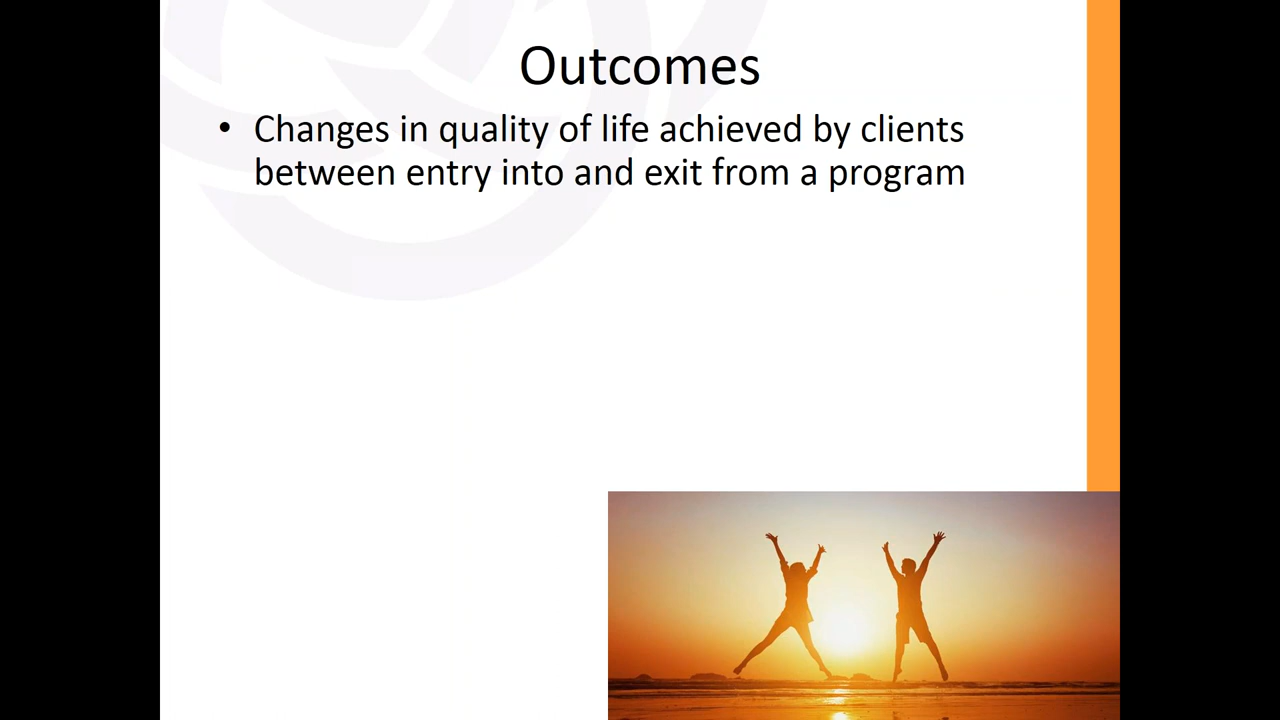 Outcomes
• Changes in quality of life achieved by clients
between entry into and exit from a program